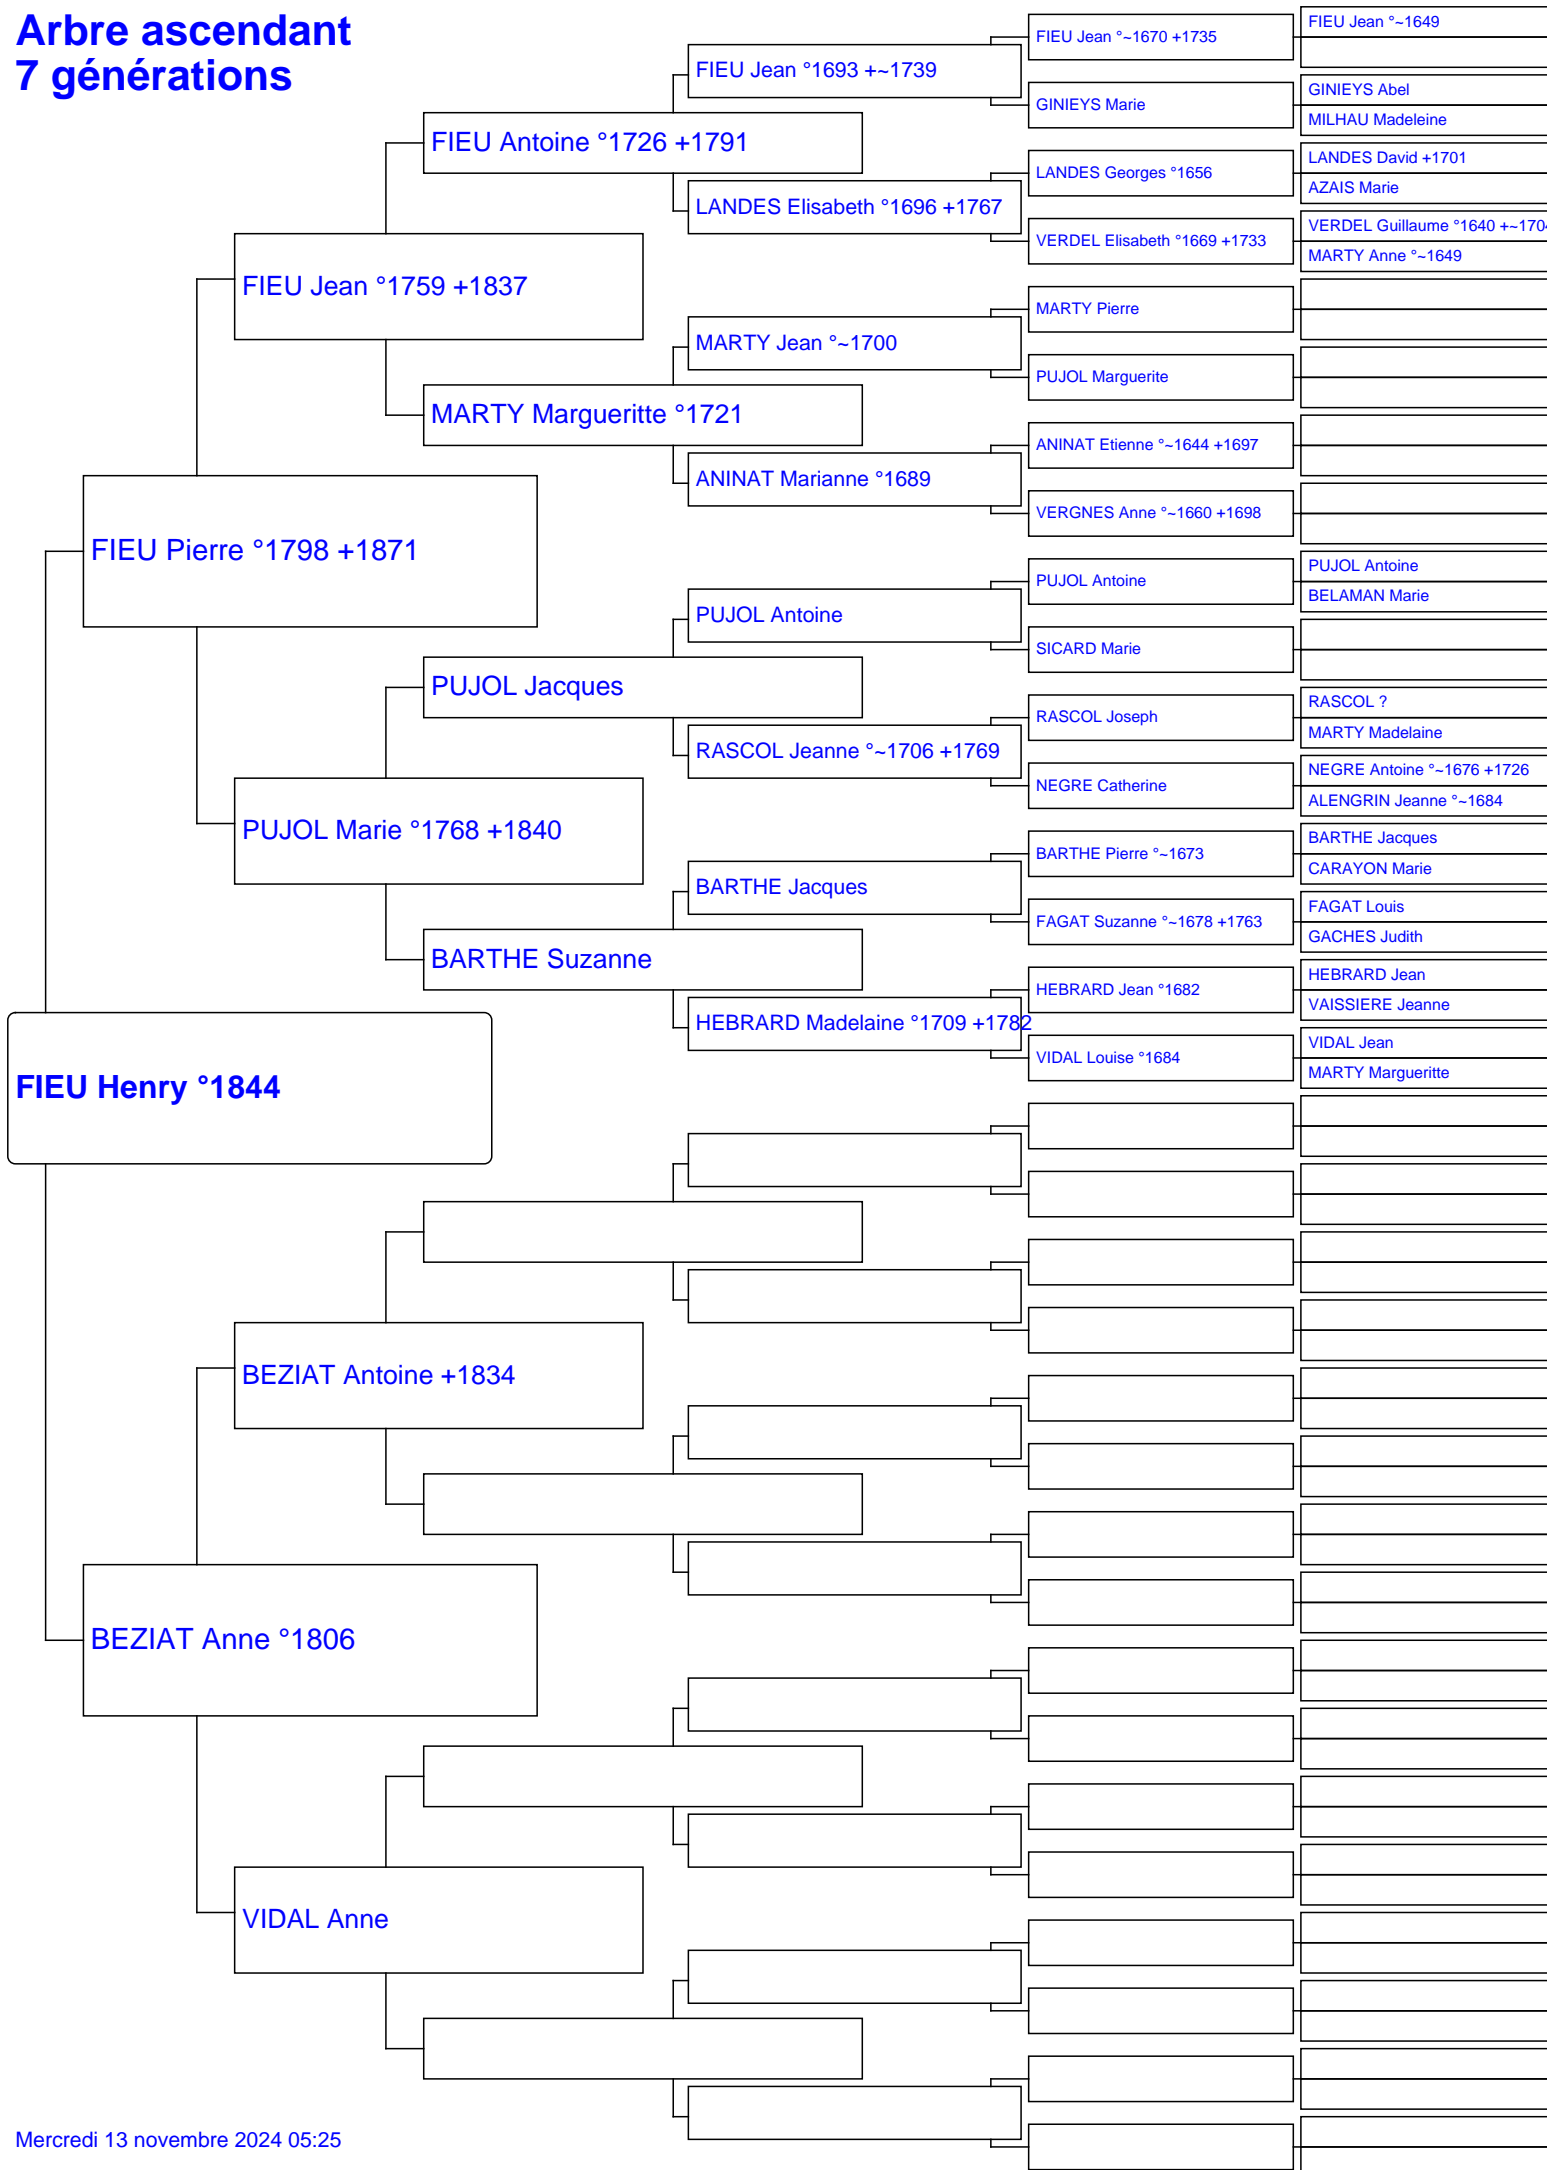 Arbre ascendant
7 générations
FIEU Henry °1844
FIEU Pierre °1798 +1871
BEZIAT Anne °1806
FIEU Jean °1759 +1837
PUJOL Marie °1768 +1840
BEZIAT Antoine +1834
VIDAL Anne
FIEU Antoine °1726 +1791
MARTY Margueritte °1721
PUJOL Jacques
BARTHE Suzanne
FIEU Jean °1693 +~1739
LANDES Elisabeth °1696 +1767
MARTY Jean °~1700
ANINAT Marianne °1689
PUJOL Antoine
RASCOL Jeanne °~1706 +1769
BARTHE Jacques
HEBRARD Madelaine °1709 +1782
FIEU Jean °~1670 +1735
GINIEYS Marie
LANDES Georges °1656
VERDEL Elisabeth °1669 +1733
MARTY Pierre
PUJOL Marguerite
ANINAT Etienne °~1644 +1697
VERGNES Anne °~1660 +1698
PUJOL Antoine
SICARD Marie
RASCOL Joseph
NEGRE Catherine
BARTHE Pierre °~1673
FAGAT Suzanne °~1678 +1763
HEBRARD Jean °1682
VIDAL Louise °1684
FIEU Jean °~1649
GINIEYS Abel
MILHAU Madeleine
LANDES David +1701
AZAIS Marie
VERDEL Guillaume °1640
MARTY Anne °~1649
PUJOL Antoine
BELAMAN Marie
RASCOL ?
MARTY Madelaine
NEGRE Antoine °~1676 +1726
ALENGRIN Jeanne °~1684
BARTHE Jacques
CARAYON Marie
FAGAT Louis
GACHES Judith
HEBRARD Jean
VAISSIERE Jeanne
VIDAL Jean
MARTY Margueritte
Mercredi 13 novembre 2024 05:25